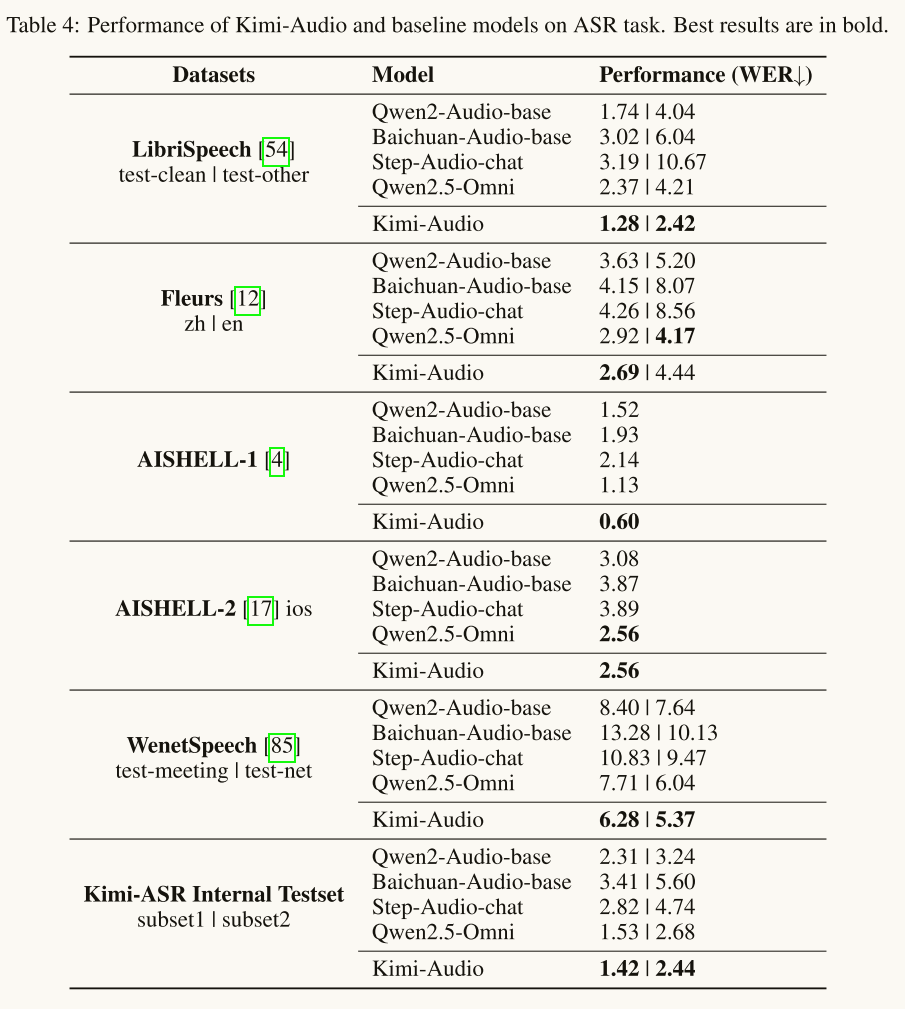 Table 4: Performance of Kimi-Audio and baseline models on ASR task. Best results are in bold.
Datasets Model Performance (WER↓)
LibriSpeech [54]
test-clean | test-other
Qwen2-Audio-base 1.74 | 4.04
Baichuan-Audio-base 3.02 | 6.04
Step-Audio-chat 3.19 | 10.67
Qwen2.5-Omni 2.37 | 4.21
Kimi-Audio 1.28 | 2.42
Fleurs [12]
zh | en
Qwen2-Audio-base 3.63 | 5.20
Baichuan-Audio-base 4.15 | 8.07
Step-Audio-chat 4.26 | 8.56
Qwen2.5-Omni 2.92 | 4.17
Kimi-Audio 2.69 | 4.44
AISHELL-1 [4]
Qwen2-Audio-base 1.52
Baichuan-Audio-base 1.93
Step-Audio-chat 2.14
Qwen2.5-Omni 1.13
Kimi-Audio 0.60
AISHELL-2 [17] ios
Qwen2-Audio-base 3.08
Baichuan-Audio-base 3.87
Step-Audio-chat 3.89
Qwen2.5-Omni 2.56
Kimi-Audio 2.56
WenetSpeech [85]
test-meeting | test-net
Qwen2-Audio-base 8.40 | 7.64
Baichuan-Audio-base 13.28 | 10.13
Step-Audio-chat 10.83 | 9.47
Qwen2.5-Omni 7.71 | 6.04
Kimi-Audio 6.28 | 5.37
Kimi-ASR Internal Testset
subset1 | subset2
Qwen2-Audio-base 2.31 | 3.24
Baichuan-Audio-base 3.41 | 5.60
Step-Audio-chat 2.82 | 4.74
Qwen2.5-Omni 1.53 | 2.68
Kimi-Audio 1.42 | 2.44